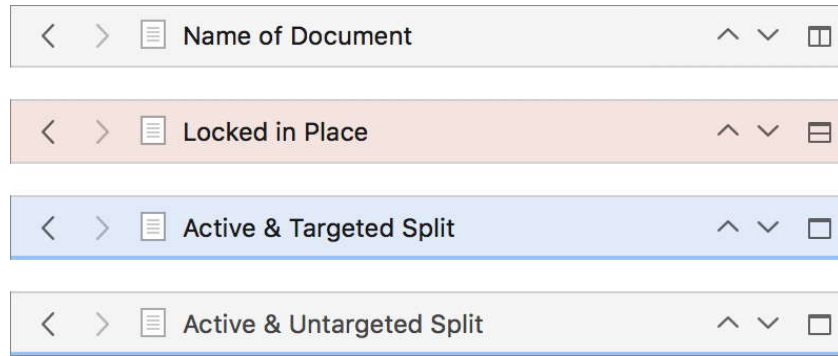 Name of Document
Locked in Place
Active & Targeted Split
Active & Untargeted Split